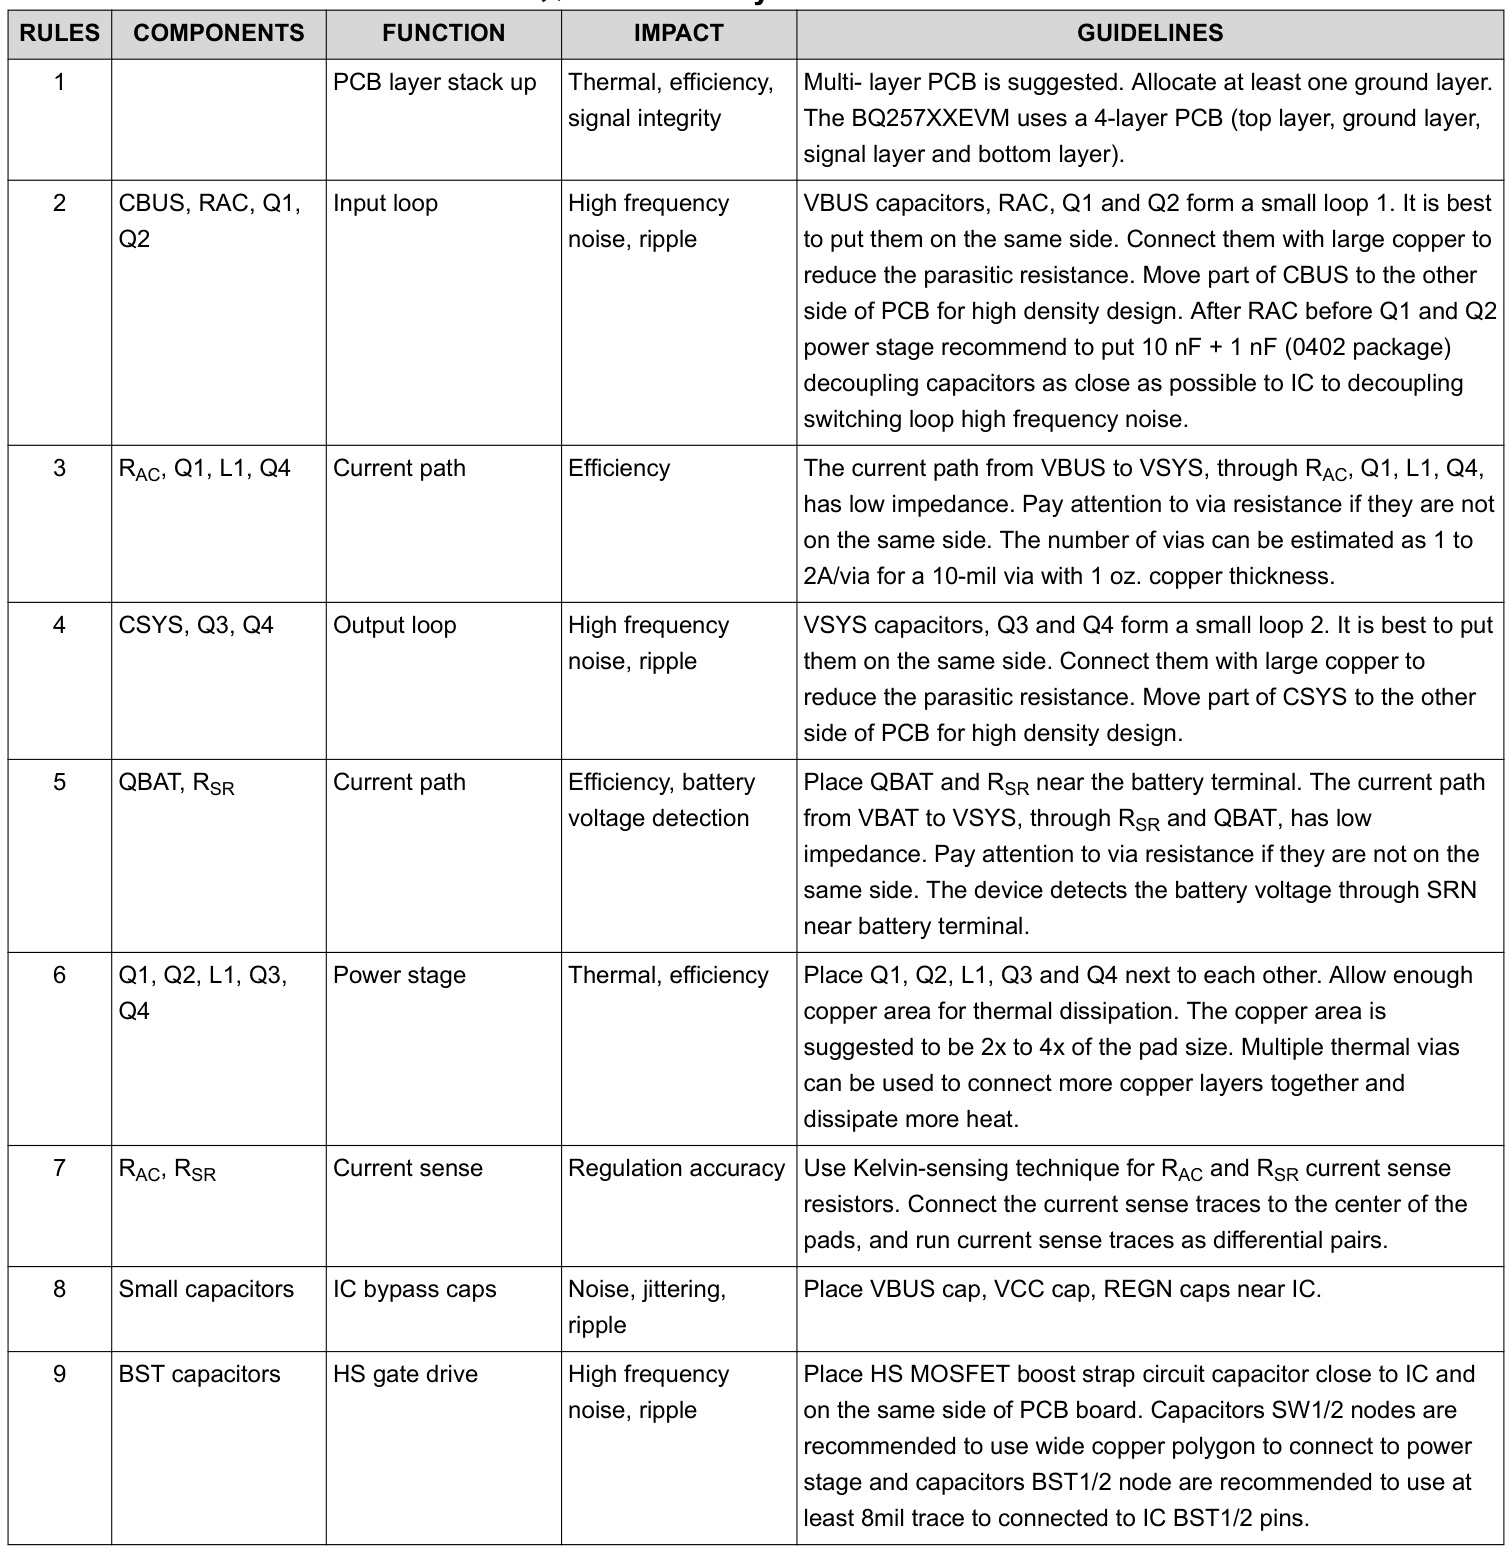 RULES COMPONENTS FUNCTION IMPACT GUIDELINES
1 PCB layer stack up Thermal, efficiency, signal integrity Multi- layer PCB is suggested. Allocate at least one ground layer.
The BQ257XXEVM uses a 4-layer PCB (top layer, ground layer,
signal layer and bottom layer).
2 CBUS, RAC, Q1,
Q2
Input loop
High frequency
noise, ripple
VBUS capacitors, RAC, Q1 and Q2 form a small loop 1. It is best
to put them on the same side. Connect them with large copper to
reduce the parasitic resistance. Move part of CBUS to the other
side of PCB for high density design. After RAC before Q1 and Q2
power stage recommend to put 10 nF + 1 nF (0402 package)
decoupling capacitors as close as possible to IC to decoupling
switching loop high frequency noise.
3 RAC, Q1, L1, Q4
Current path
Efficiency
The current path from VBUS to VSYS, through RAC, Q1, L1, Q4,
has low impedance. Pay attention to via resistance if they are not
on the same side. The number of vias can be estimated as 1 to
2A/via for a 10-mil via with 1 oz. copper thickness.
4 CSYS, Q3, Q4
Output loop
High frequency
noise, ripple
VSYS capacitors, Q3 and Q4 form a small loop 2. It is best to put
them on the same side. Connect them with large copper to
reduce the parasitic resistance. Move part of CSYS to the other
side of PCB for high density design.
5 QBAT, RSR
Current path
Efficiency, battery
voltage detection
Place QBAT and RSR near the battery terminal. The current path
from VBAT to VSYS, through RSR and QBAT, has low
impedance. Pay attention to via resistance if they are not on the
same side. The device detects the battery voltage through SRN
near battery terminal.
6 Q1, Q2, L1, Q3,
Q4
Power stage
Thermal, efficiency
Place Q1, Q2, L1, Q3 and Q4 next to each other. Allow enough
copper area for thermal dissipation. The copper area is
suggested to be 2x to 4x of the pad size. Multiple thermal vias
can be used to connect more copper layers together and
dissipate more heat.
7 RAC, RSR
Current sense
Regulation accuracy
Use Kelvin-sensing technique for RAC and RSR current sense
resistors. Connect the current sense traces to the center of the
pads, and run current sense traces as differential pairs.
8 Small capacitors
IC bypass caps
Noise, jittering,
ripple
Place VBUS cap, VCC cap, REGN caps near IC.
9 BST capacitors
HS gate drive
High frequency
noise, ripple
Place HS MOSFET boost strap circuit capacitor close to IC and
on the same side of PCB board. Capacitors SW1/2 nodes are
recommended to use wide copper polygon to connect to power
stage and capacitors BST1/2 node are recommended to use at
least 8mil trace to connected to IC BST1/2 pins.